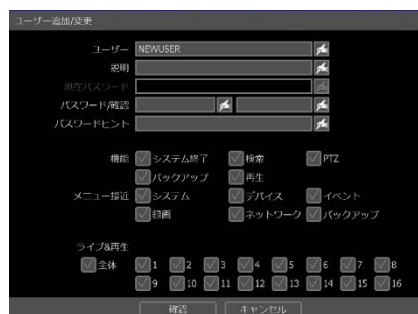 ユーザー追加/変更
ユーザー NEWUSER
説明
現在パスワード
パスワード/確認
パスワードヒント
機能 システム終了 検索 PTZ
バックアップ 再生
メニュー接近 システム デバイス イベント
録画 ネットワーク バックアップ
ライブ&再生
全体 1 2 3 4 5 6 7 8
9 10 11 12 13 14 15 16
確認 キャンセル